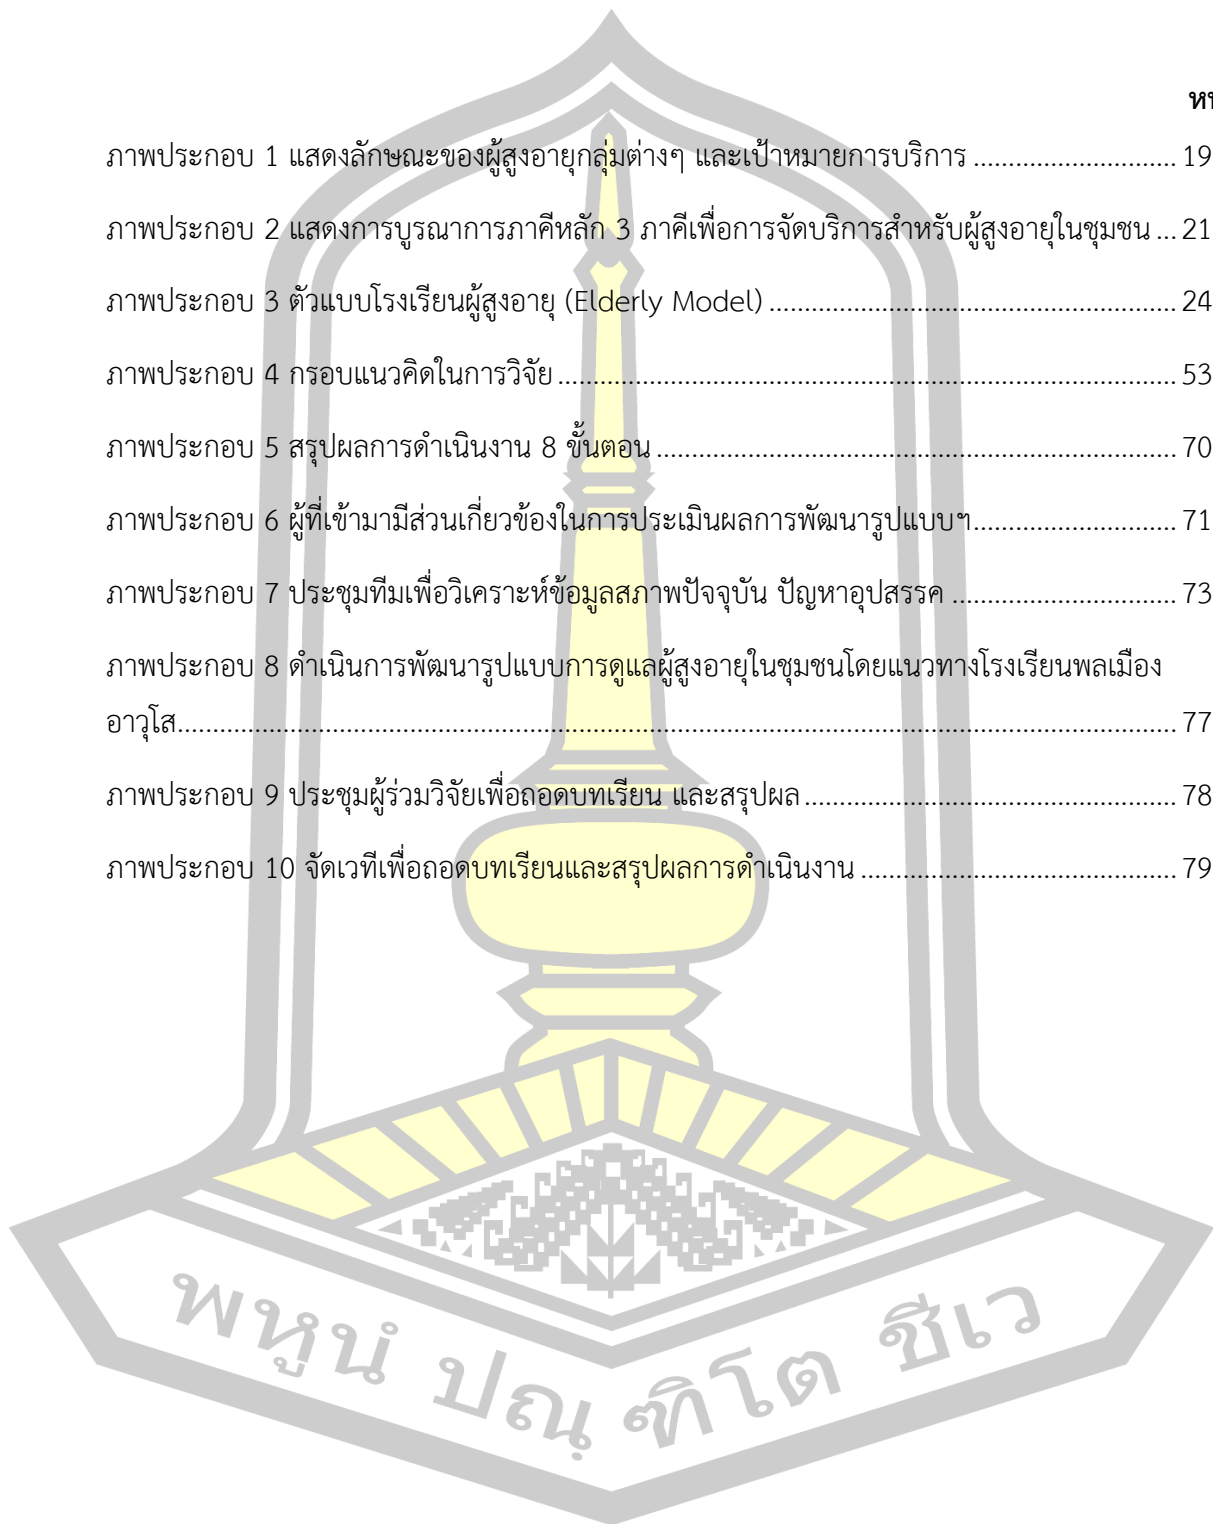 ภาพประกอบ 1 แสดงลักษณะของผู้สูงอายุกลุ่มต่างๆ และเป้าหมายการบริการ ............................ 19
ภาพประกอบ 2 แสดงการบูรณาการภาคีหลัก 3 ภาคีเพื่อการจัดบริการสำหรับผู้สูงอายุในชุมชน ... 21
ภาพประกอบ 3 ตัวแบบโรงเรียนผู้สูงอายุ (Elderly Model) ........................................................ 24
ภาพประกอบ 4 กรอบแนวคิดในการวิจัย ................................................................................... 53
ภาพประกอบ 5 สรุปผลการดำเนินงาน 8 ขั้นตอน ...................................................................... 70
ภาพประกอบ 6 ผู้ที่เข้ามามีส่วนเกี่ยวข้องในการประเมินผลการพัฒนารูปแบบฯ ........................... 71
ภาพประกอบ 7 ประชุมทีมเพื่อวิเคราะห์ข้อมูลสภาพปัจจุบัน ปัญหาอุปสรรค ............................... 73
ภาพประกอบ 8 ดำเนินการพัฒนารูปแบบการดูแลผู้สูงอายุในชุมชนโดยแนวทางโรงเรียนพลเมือง
อาวุโส....................................................................................................................................... 77
ภาพประกอบ 9 ประชุมผู้ร่วมวิจัยเพื่อถอดบทเรียน และสรุปผล .................................................. 78
ภาพประกอบ 10 จัดเวทีเพื่อถอดบทเรียนและสรุปผลการดำเนินงาน ........................................... 79
พหูนํ ปณฺฑิโต ชีเว